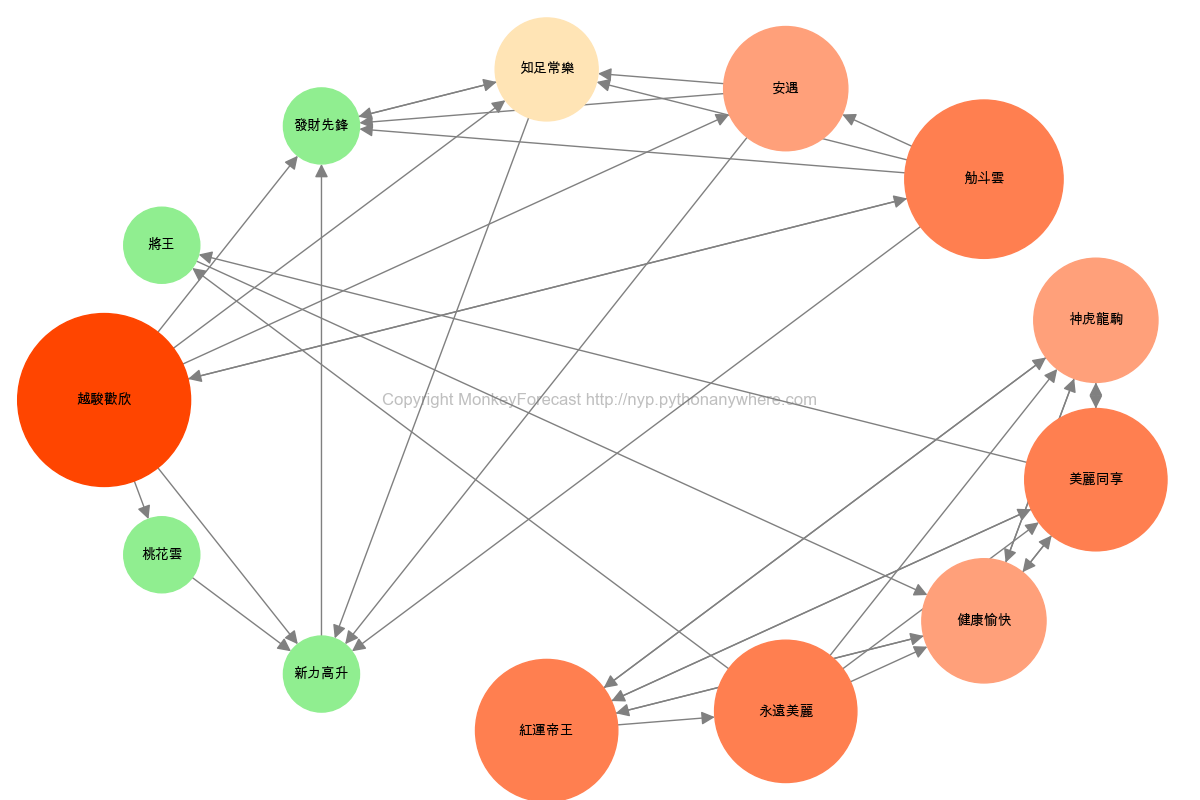 知足常樂
安遇
發財先鋒
觔斗雲
將王
神虎龍駒
越駿歡欣
Copyright MonkeyForecast http://nyp.pythonanywhere.com
美麗同享
桃花雲
健康愉快
新力高升
永遠美麗
紅運帝王